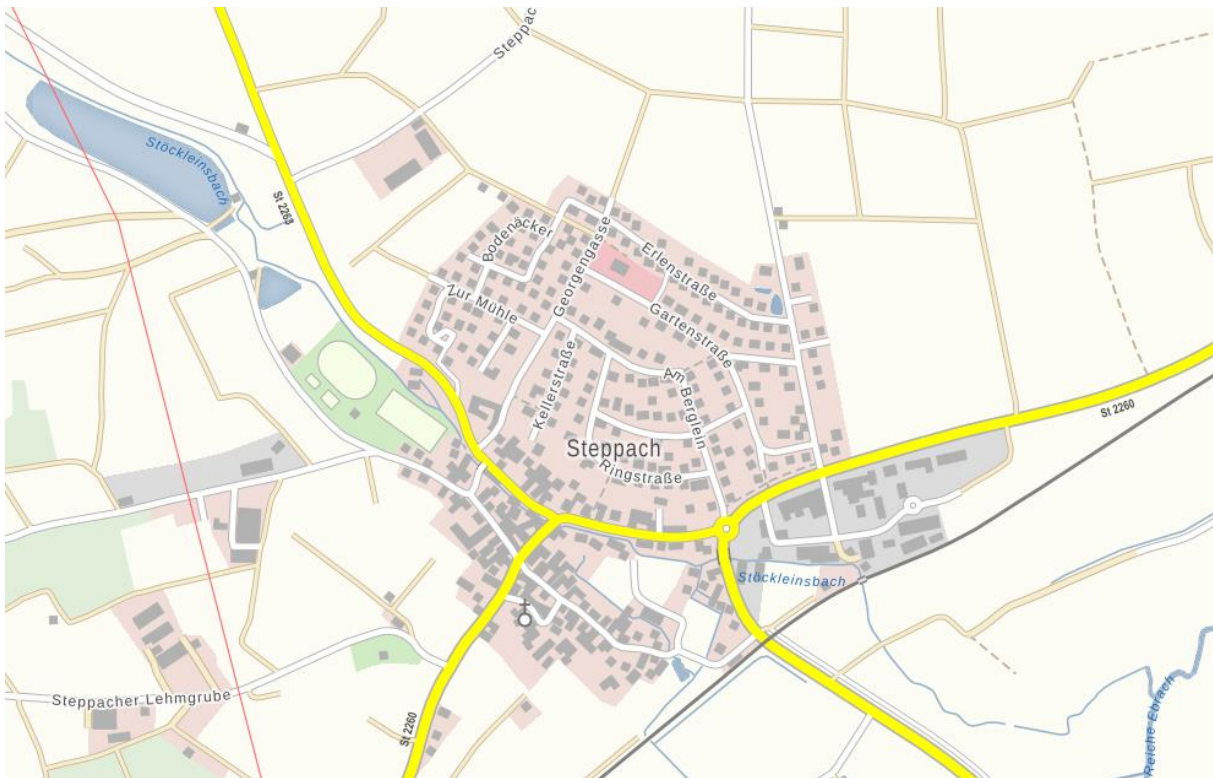 Steppac
Stöckleinsbach
St 2263
Bodenäcker
Georgengasse
Erlenstraße
Zur Mühle
Gartenstraße
Kellerstraße
Am Berglein
St 2260
Steppach
Ringstraße
Stöckleinsbach
Steppacher Lehmgrube
St 2260
Reiche Ebrach